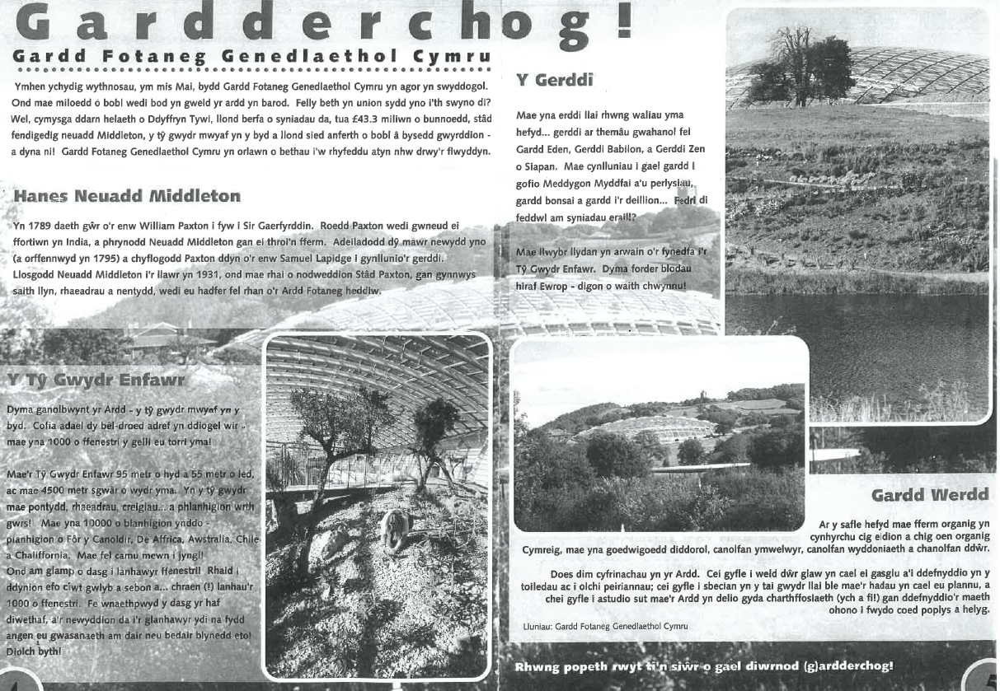 Gardderchog!
Gardd Fotaneg Genedlaethol Cymru
Ymhen ychydig wythnosau, ym mis Mai, bydd Gardd Fotaneg Genedlaethol Cymru yn agor yn swyddogol.
Ond mae miloedd o bobl wedi bod yn gweld yr ardd yn barod. Felly beth yn union sydd yno i'th swyno di?
Wel, cymysga ddarn helaeth o Ddyffryn Tywi, llond berfa o syniadau da, tua £43.3 miliwn o bunnoedd, stâd
fendigedig neuadd Middleton, y tŷ gwydr mwyaf yn y byd a llond sied anferth o bobl â bysedd gwyrddion -
a dyna ni! Gardd Fotaneg Genedlaethol Cymru yn orlawn o bethau i'w rhyfeddu atyn nhw drwy'r flwyddyn.
Hanes Neuadd Middleton
Yn 1789 daeth gŵr o'r enw William Paxton i fyw i Sir Gaerfyrddin. Roedd Paxton wedi gwneud ei
ffortiwn yn India, a phrynodd Neuadd Middleton gan ei throi'n fferm. Adeiladodd dŷ mawr newydd yno
(a orffennwyd yn 1795) a chyflogodd Paxton ddyn o'r enw Samuel Lapidge i gynllunio'r gerddi.
Llosgodd Neuadd Middleton i'r llawr yn 1931, ond mae rhai o nodweddion Stâd Paxton, gan gynnwys
saith llyn, rhaeadrau a nentydd, wedi eu hadfer fel rhan o'r Ardd Fotaneg heddiw.
Y Tŷ Gwydr Enfawr
Dyma ganolbwynt yr Ardd - y tŷ gwydr mwyaf yn y
byd. Cofia adael dy bêl-droed adref yn ddiogel wir -
mae yna 1000 o ffenestri y gelli eu torri yma!
Mae'r Tŷ Gwydr Enfawr 95 metr o hyd a 55 metr o led,
ac mae 4500 metr sgwâr o wydr yma. Yn y tŷ gwydr
mae pontydd, rhaeadrau, creigiau... a phlanhigion wrth
gwrs! Mae yna 10000 o blanhigion ynddo -
planhigion o Fôr y Canoldir, De Affrica, Awstralia, Chile
a Chaliffornia. Mae fel camu mewn i jyngl!
Ond am glamp o dasg i lanhawyr ffenestri! Rhaid i
ddynion efo clwt gwlyb a sebon a... chraen (!) lanhau'r
1000 o ffenestri. Fe wnaethpwyd y dasg yr haf
diwethaf, a'r newyddion da i'r glanhawyr ydi na fydd
angen eu gwasanaeth am dair neu bedair blynedd eto!
Diolch byth!
Y Gerddi
Mae yna erddi llai rhwng waliau yma
hefyd... gerddi ar themâu gwahanol fel
Gardd Eden, Gerddi Babilon, a Gerddi Zen
o Siapan. Mae cynlluniau i gael gardd i
gofio Meddygon Myddfai a'u perlysiau,
gardd bonsai a gardd i'r deillion... Fedri di
feddwl am syniadau eraill!?
Mae llwybr llydan yn arwain o'r fynedfa i'r
Tŷ Gwydr Enfawr. Dyma forder blodau
hiraf Ewrop - digon o waith chwynnu!
Gardd Werdd
Ar y safle hefyd mae fferm organig yn
cynhyrchu cig eidion a chig oen organig
Cymreig, mae yna goedwigoedd diddorol, canolfan ymwelwyr, canolfan wyddoniaeth a chanolfan ddŵr.
Does dim cyfrinachau yn yr Ardd. Cei gyfle i weld dŵr glaw yn cael ei gasglu a'i ddefnyddio yn y
toiledau ac i olchi peiriannau; cei gyfle i sbecian yn y tai gwydr llai ble mae'r hadau yn cael eu plannu, a
chei gyfle i astudio sut mae'r Ardd yn delio gyda charthffosiaeth (ych a fi!) gan ddefnyddio'r maeth
ohono i fwydo coed poplys a helyg.
Lluniau: Gardd Fotaneg Genedlaethol Cymru
Rhwng popeth rwyt ti'n siŵr o gael diwrnod (g)ardderchog!